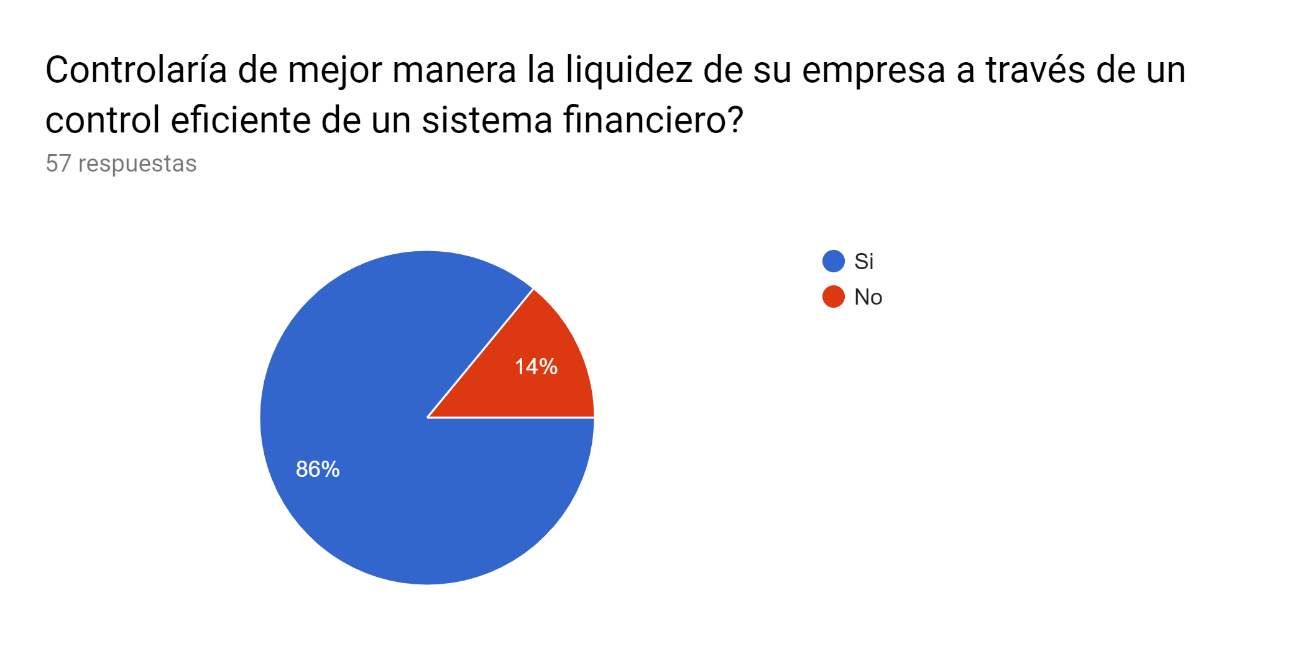 Controlaría de mejor manera la liquidez de su empresa a través de un
control eficiente de un sistema financiero?
57 respuestas
Si
No
14%
86%